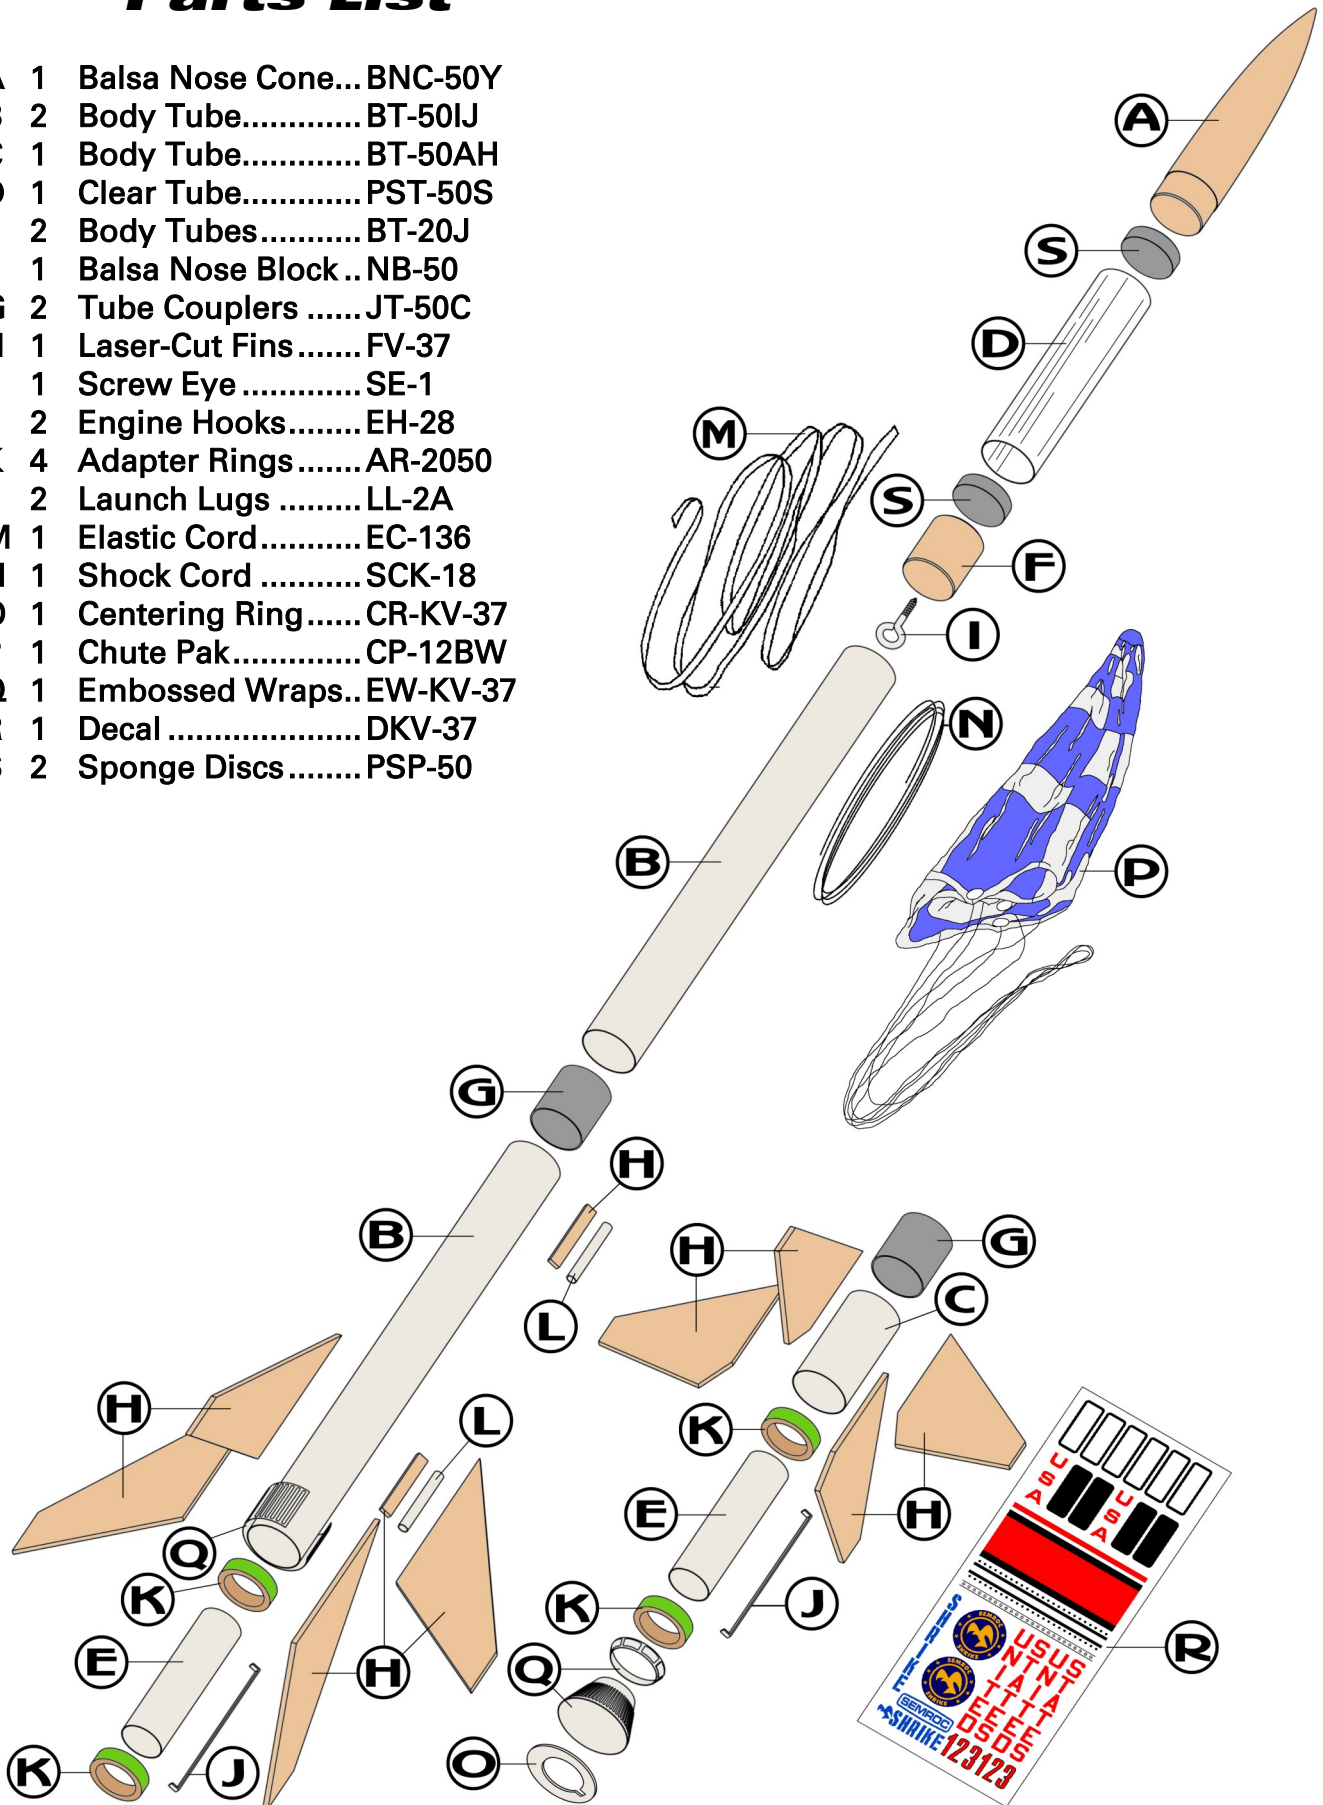 Parts List
A 1 Balsa Nose Cone... BNC-50Y
B 2 Body Tube............. BT-50IJ
C 1 Body Tube............. BT-50AH
D 1 Clear Tube............. PST-50S
2 Body Tubes........... BT-20J
1 Balsa Nose Block .. NB-50
G 2 Tube Couplers ...... JT-50C
H 1 Laser-Cut Fins....... FV-37
1 Screw Eye ............. SE-1
2 Engine Hooks........ EH-28
K 4 Adapter Rings....... AR-2050
2 Launch Lugs ......... LL-2A
M 1 Elastic Cord........... EC-136
N 1 Shock Cord ........... SCK-18
O 1 Centering Ring...... CR-KV-37
P 1 Chute Pak.............. CP-12BW
Q 1 Embossed Wraps.. EW-KV-37
R 1 Decal ..................... DKV-37
S 2 Sponge Discs........ PSP-50
A
S
D
M
S
F
I
N
B
P
G
H
B
H
G
L
C
H
L
K
E
H
Q
K
K
J
E
H
Q
R
K
J
O
USA
USA
SHRIKE
SEMROC
SHRIKE
SEMROC
SHRIKE
UNITED
STATES
UNITED
STATES
SEMROC
SHRIKE
123123